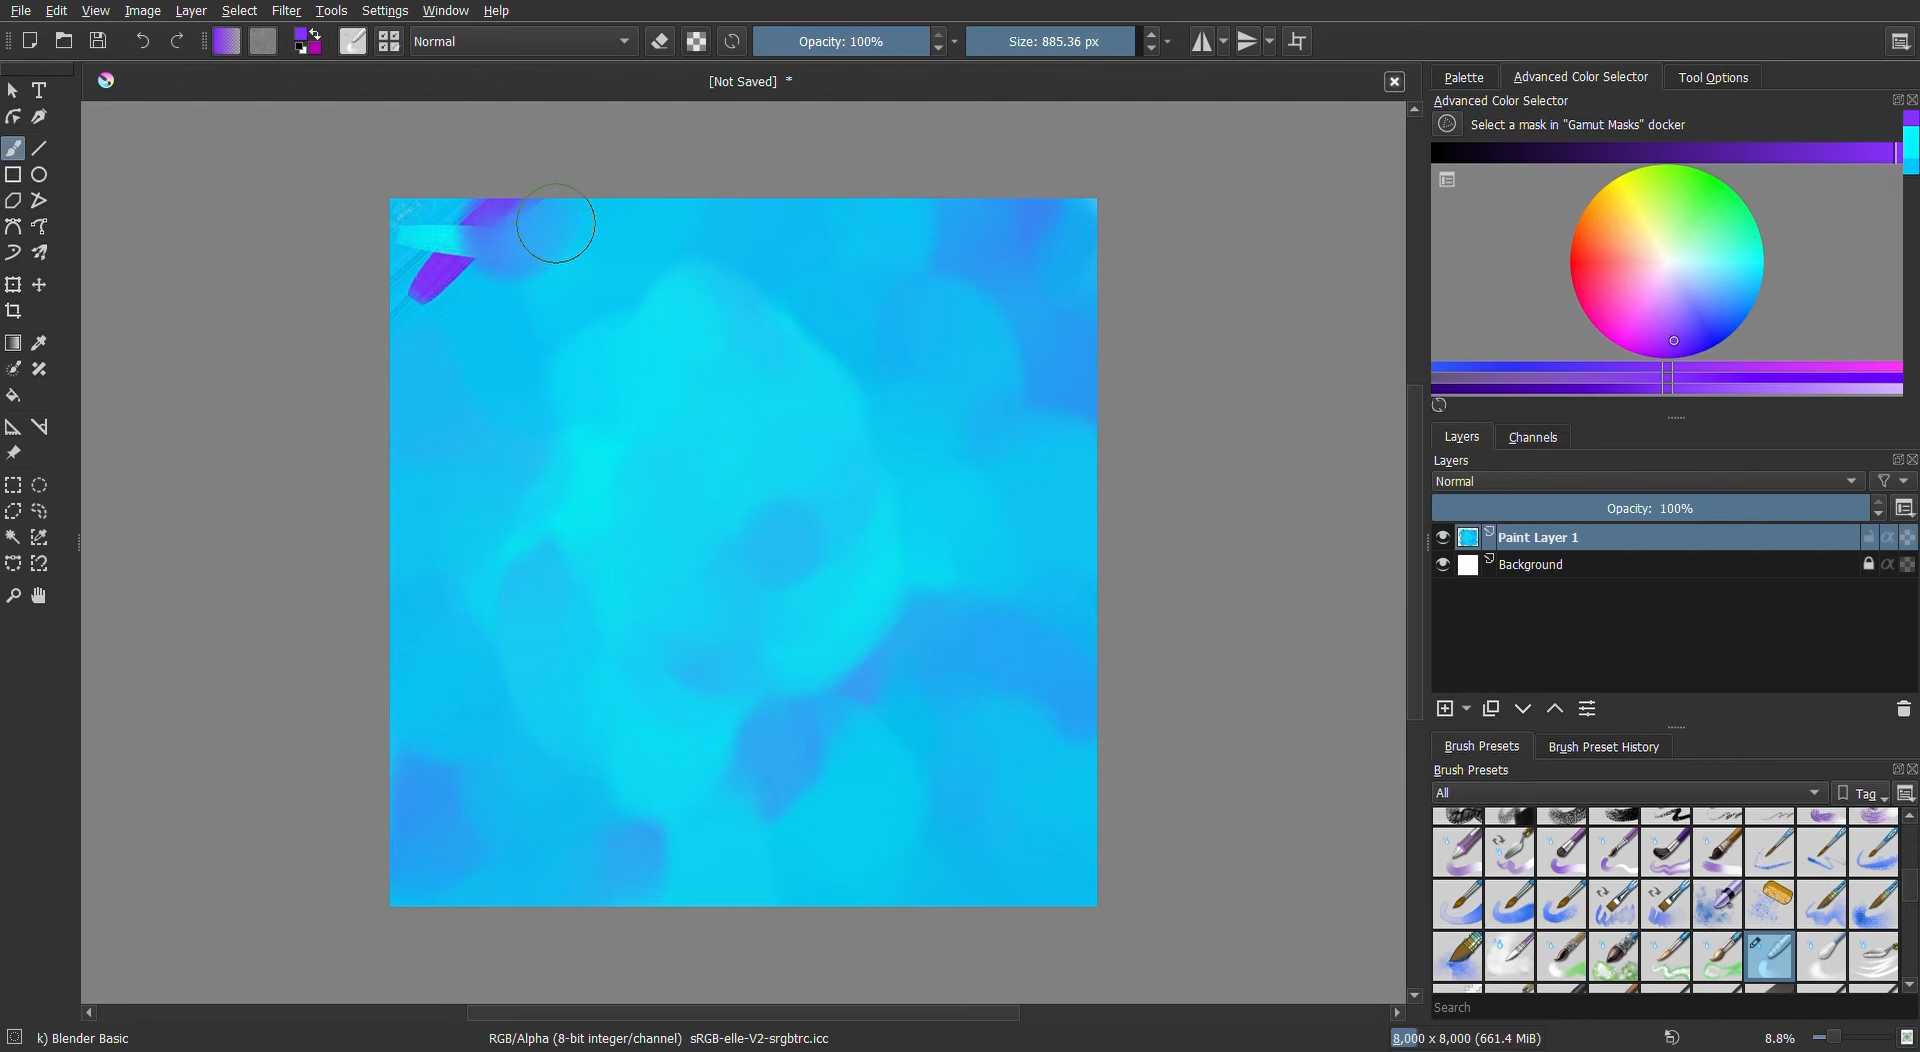 File Edit View Image Layer Select Filter Tools Settings Window Help
Normal Opacity: 100% Size: 885.36 px
[Not Saved] *
Palette Advanced Color Selector Tool Options
Advanced Color Selector
Select a mask in "Gamut Masks" docker
Layers Channels
Layers
Normal
Opacity: 100%
Paint Layer 1
Background
Brush Presets Brush Preset History
Brush Presets
All Tag
Search
k) Blender Basic RGB/Alpha (8-bit integer/channel) sRGB-elle-V2-srgbtrc.icc 8,000 x 8,000 (661.4 MiB) 8.8%